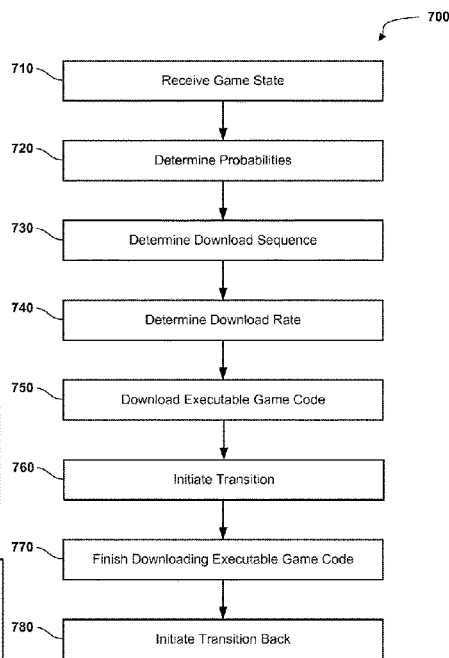 700
710
Receive Game State
720
Determine Probabilities
730
Determine Download Sequence
740
Determine Download Rate
750
Download Executable Game Code
760
Initiate Transition
770
Finish Downloading Executable Game Code
780
Initiate Transition Back